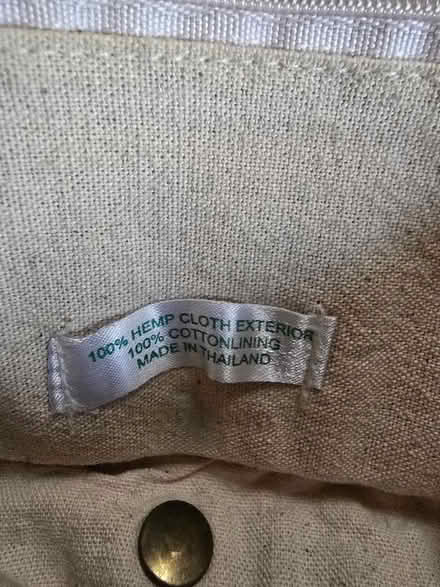 100% HEMP CLOTH EXTERIOR
100% COTTONLINING
MADE IN THAILAND